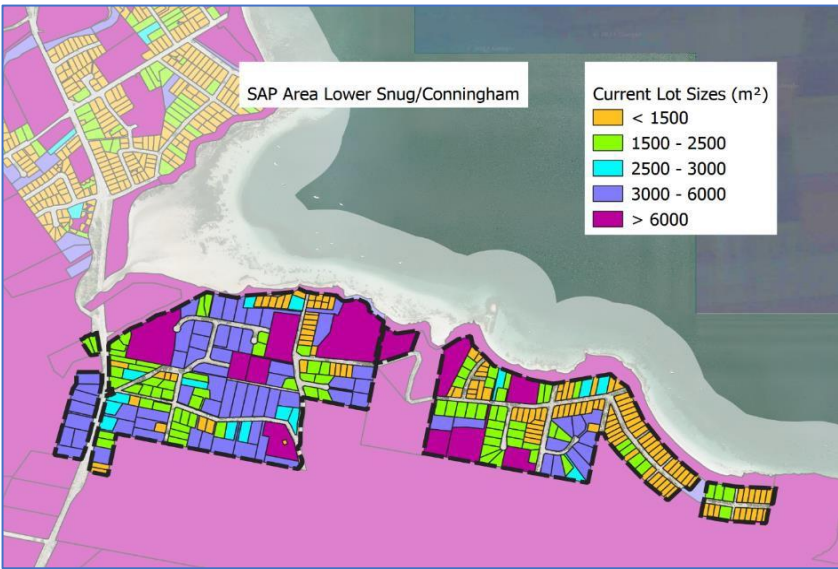 SAP Area Lower Snug/Conningham
Current Lot Sizes (m²)
< 1500
1500 - 2500
2500 - 3000
3000 - 6000
> 6000